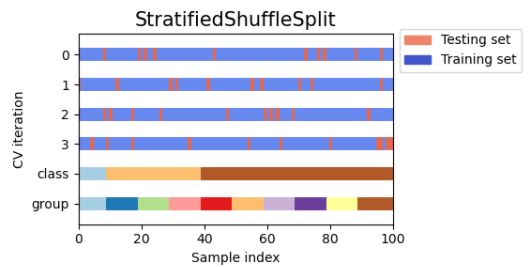 StratifiedShuffleSplit
Testing set
Training set
CV iteration
0
1
2
3
class
group
0 20 40 60 80 100
Sample index